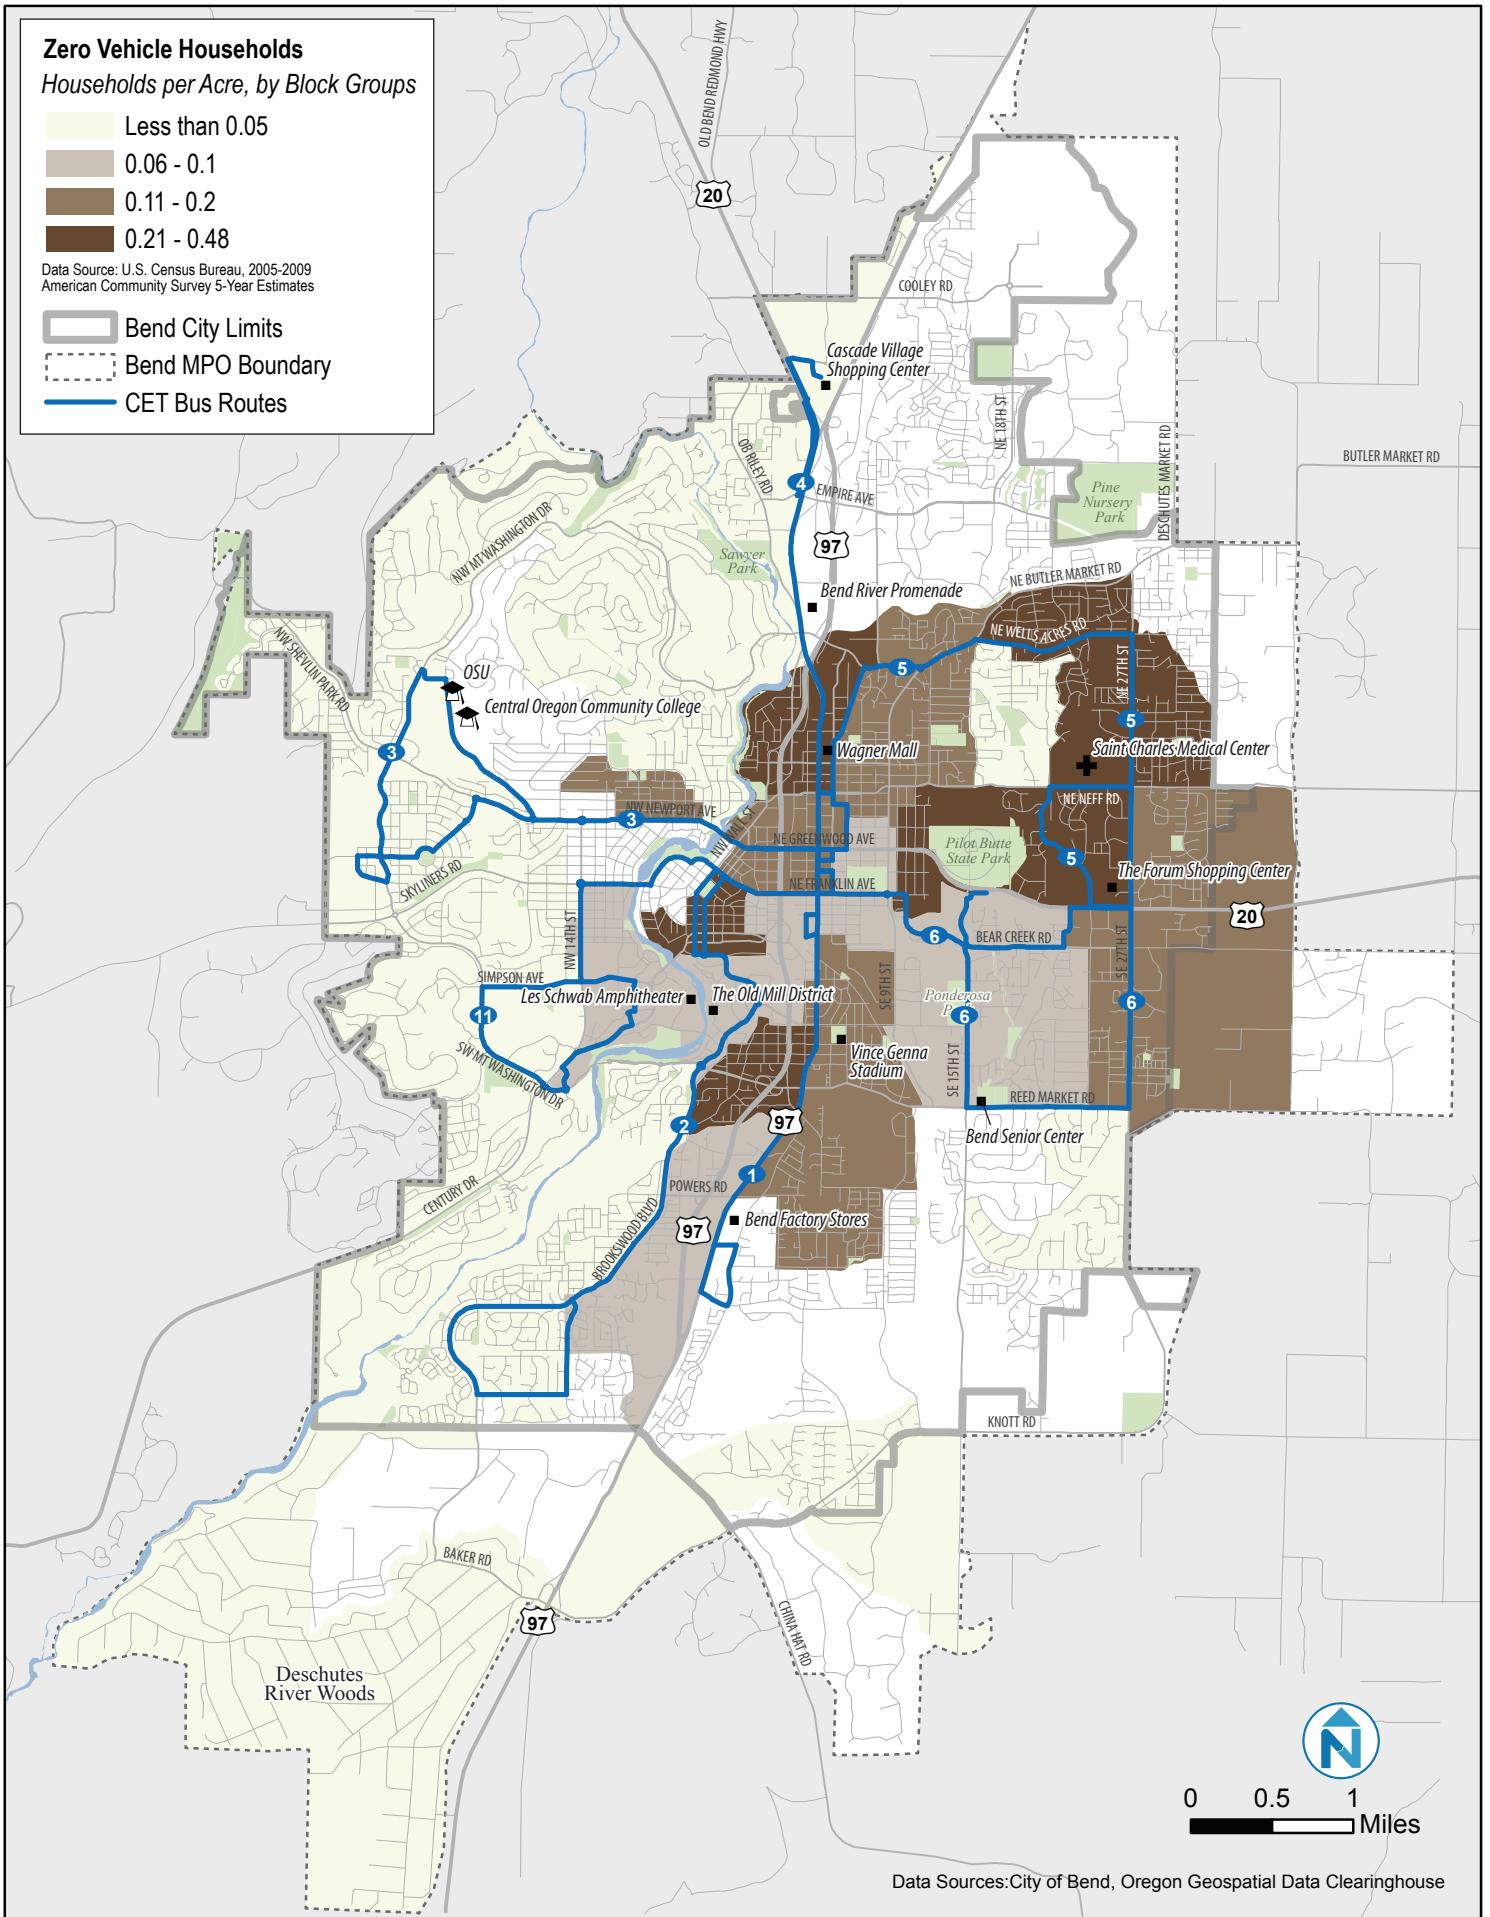 Zero Vehicle Households
Households per Acre, by Block Groups
Less than 0.05
0.06 - 0.1
0.11 - 0.2
0.21 - 0.48
Data Source: U.S. Census Bureau, 2005-2009
American Community Survey 5-Year Estimates
Bend City Limits
Bend MPO Boundary
CET Bus Routes
OLD BEND REDMOND HWY
20
COOLEY RD
Cascade Village
Shopping Center
NE 18TH ST
OB RILEY RD
DESCHUTES MARKET RD
BUTLER MARKET RD
4
EMPIRE AVE
Pine
Nursery
Park
NW MT WASHINGTON DR
97
Sawyer
Park
NE BUTLER MARKET RD
Bend River Promenade
NE WELLS ACRES RD
NW SHEVLIN PARK RD
5
NE 27TH ST
OSU
Central Oregon Community College
5
3
Wagner Mall
Saint Charles Medical Center
NE NEFF RD
NW NEWPORT AVE
3
NW WALL ST
NE GREENWOOD AVE
Pilot Butte
State Park
5
SKYLINERS RD
NE FRANKLIN AVE
The Forum Shopping Center
20
NW 14TH ST
6
BEAR CREEK RD
SE 27TH ST
SIMPSON AVE
SE 9TH ST
Les Schwab Amphitheater
The Old Mill District
Ponderosa
6
6
11
Vince Genna
Stadium
SW MT WASHINGTON DR
SE 15TH ST
REED MARKET RD
2
97
Bend Senior Center
1
CENTURY DR
POWERS RD
BROOKSWOOD BLVD
97
Bend Factory Stores
KNOTT RD
BAKER RD
97
CHINA HAT RD
Deschutes
River Woods
N
0 0.5 1
Miles
Data Sources:City of Bend, Oregon Geospatial Data Clearinghouse